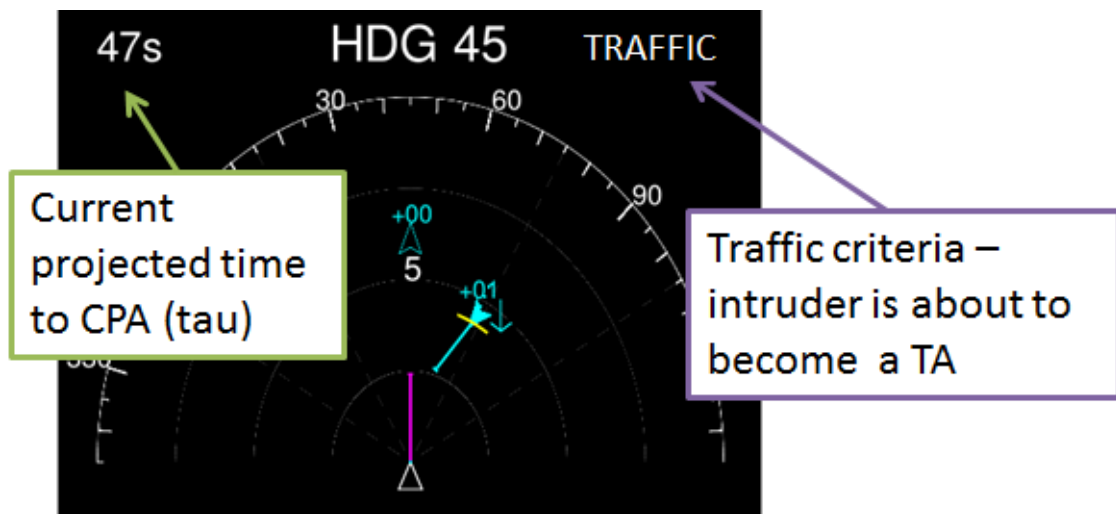 47s HDG 45 TRAFFIC
30 60
90
Current
projected time
to CPA (tau)
+00
5
+01
Traffic criteria –
intruder is about to
become a TA